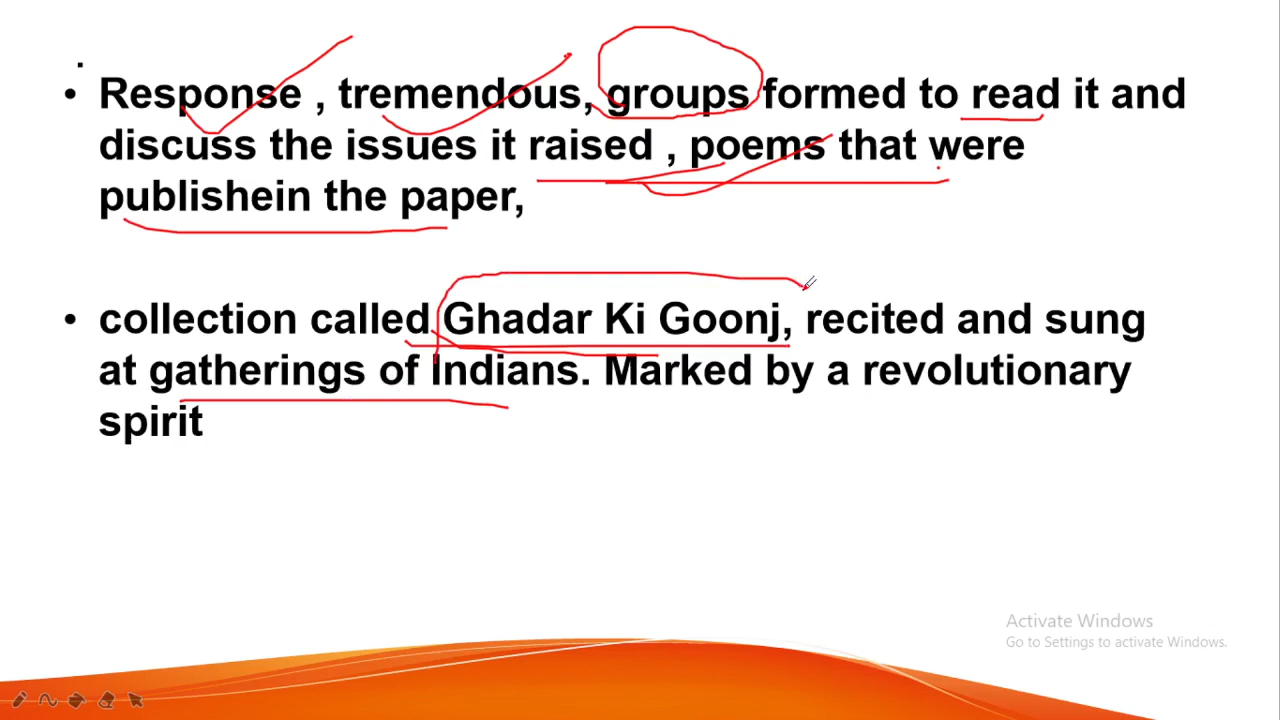 .
• Response , tremendous, groups formed to read it and
discuss the issues it raised , poems that were
publishein the paper,
• collection called Ghadar Ki Goonj, recited and sung
at gatherings of Indians. Marked by a revolutionary
spirit
Activate Windows
Go to Settings to activate Windows.